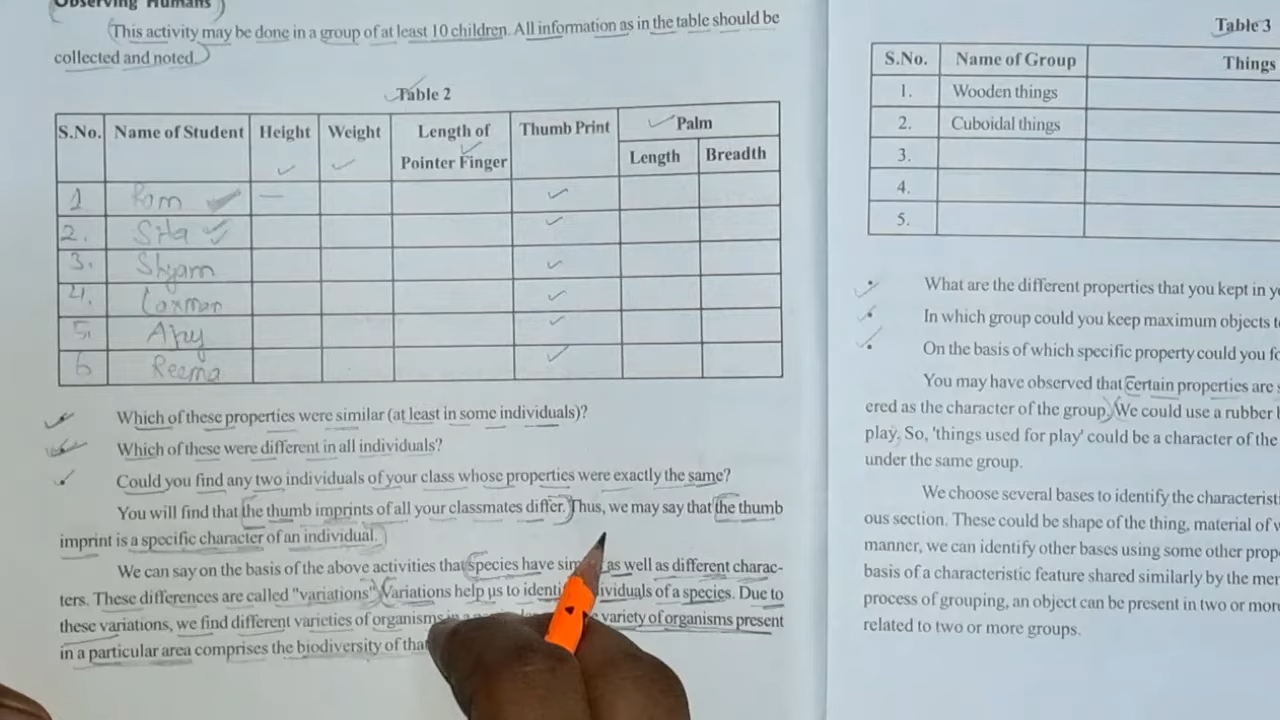 Observing Humans
This activity may be done in a group of at least 10 children. All information as in the table should be
collected and noted.
Table 2
S.No. Name of Student Height Weight Length of Pointer Finger Thumb Print Palm
Length Breadth
1 Ram
2. Sita
3. Shyam
4. Laxman
5. Ajay
6 Reema
Which of these properties were similar (at least in some individuals)?
Which of these were different in all individuals?
Could you find any two individuals of your class whose properties were exactly the same?
You will find that the thumb imprints of all your classmates differ. Thus, we may say that the thumb
imprint is a specific character of an individual.
We can say on the basis of the above activities that species have as well as different charac-
ters. These differences are called "variations". Variations help us to of a species. Due to
these variations, we find different varieties of organisms variety of organisms present
in a particular area comprises the biodiversity of
Table 3
S.No. Name of Group Things
1. Wooden things
2. Cuboidal things
3.
4.
5.
What are the different properties that you kept in
In which group could you keep maximum objects
On the basis of which specific property could you
You may have observed that certain properties are
ered as the character of the group. We could use a rubber
play. So, 'things used for play' could be a character of the
under the same group.
We choose several bases to identify the
ous section. These could be shape of the thing, material of
manner, we can identify other bases using some other
basis of a characteristic feature shared similarly by the
process of grouping, an object can be present in two or
related to two or more groups.